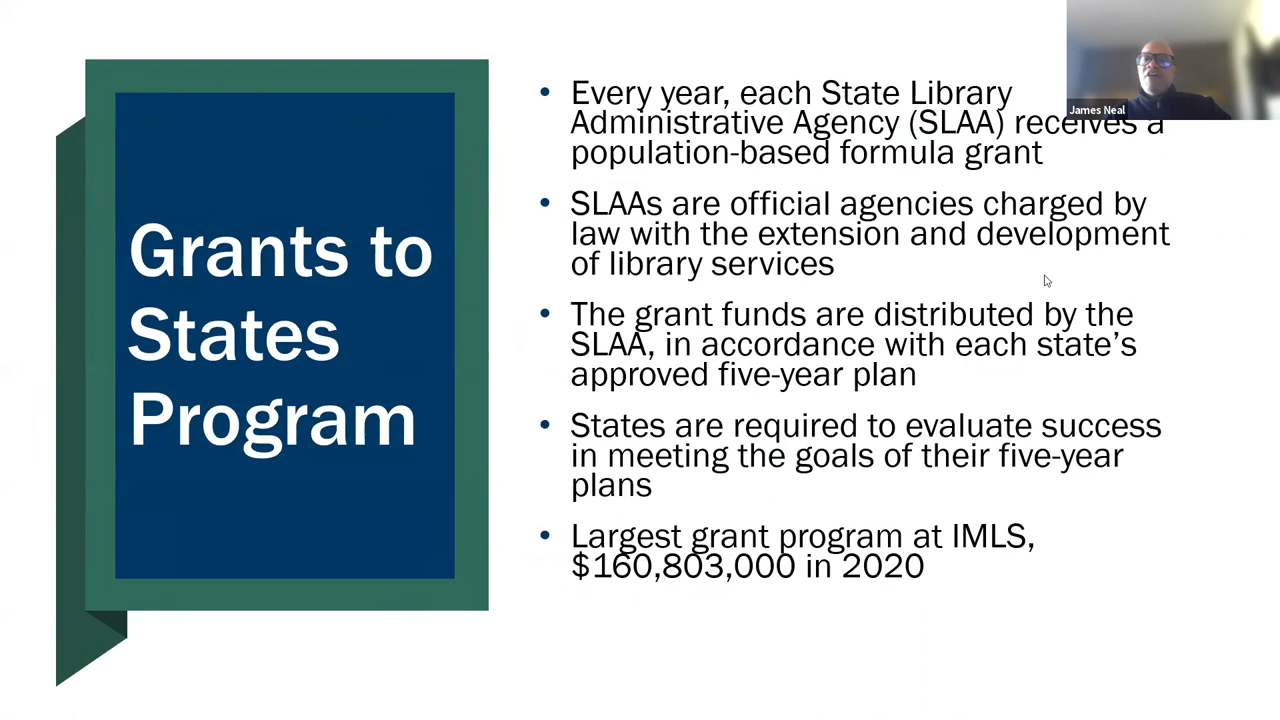 Grants to
States
Program
• Every year, each State Library
Administrative Agency (SLAA) receives a
population-based formula grant
• SLAAs are official agencies charged by
law with the extension and development
of library services
• The grant funds are distributed by the
SLAA, in accordance with each state’s
approved five-year plan
• States are required to evaluate success
in meeting the goals of their five-year
plans
• Largest grant program at IMLS,
$160,803,000 in 2020
James Neal